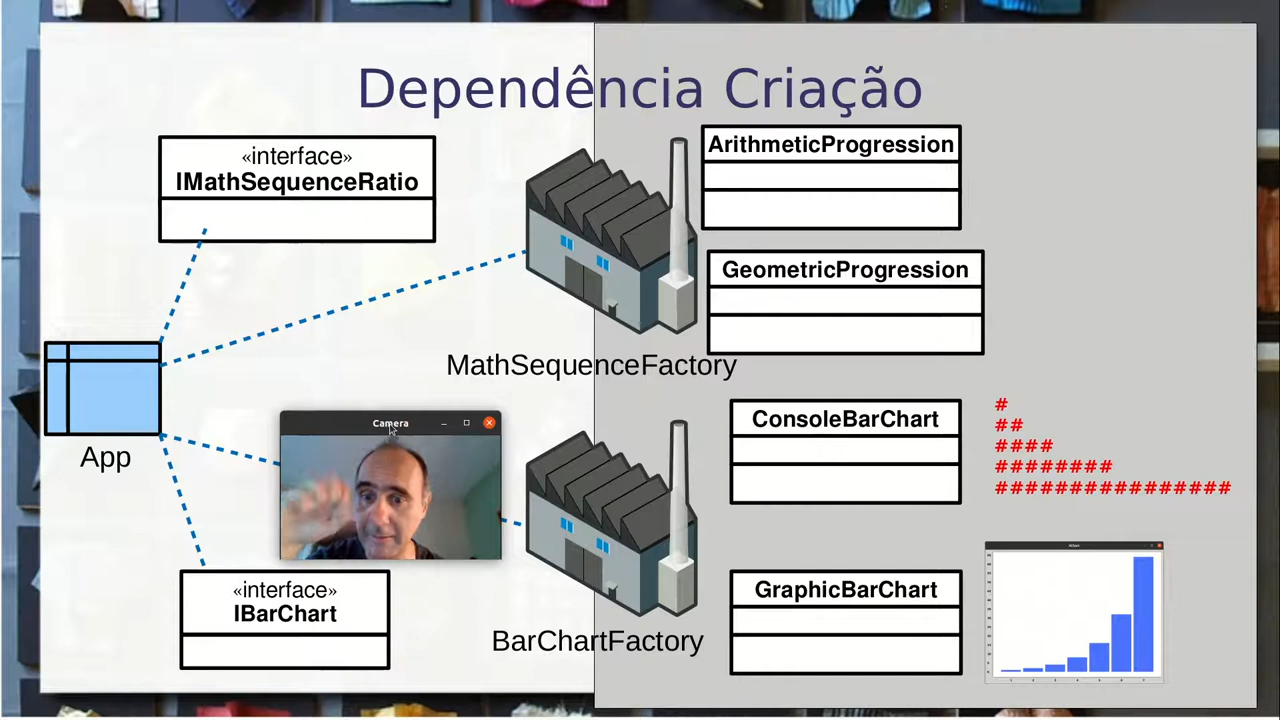 Dependência Criação
«interface»
IMathSequenceRatio
ArithmeticProgression
GeometricProgression
MathSequenceFactory
App
Camera
ConsoleBarChart
#
##
####
########
################
«interface»
IBarChart
GraphicBarChart
BarChartFactory